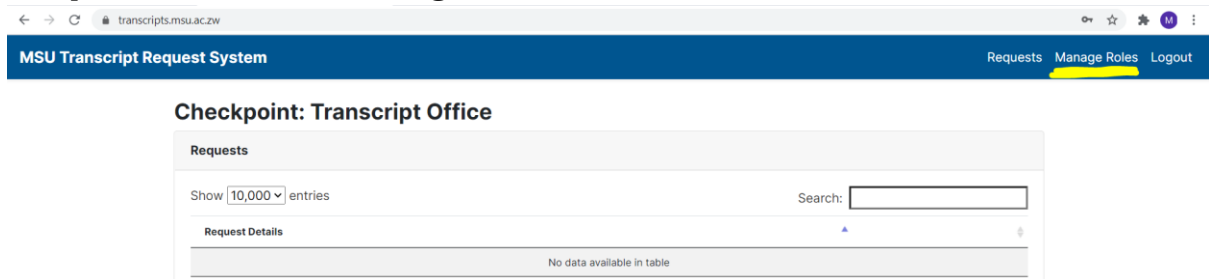 transcripts.msu.ac.zw
M
MSU Transcript Request System Requests Manage Roles Logout
Checkpoint: Transcript Office
Requests
Show 10,000 entries Search:
Request Details
No data available in table